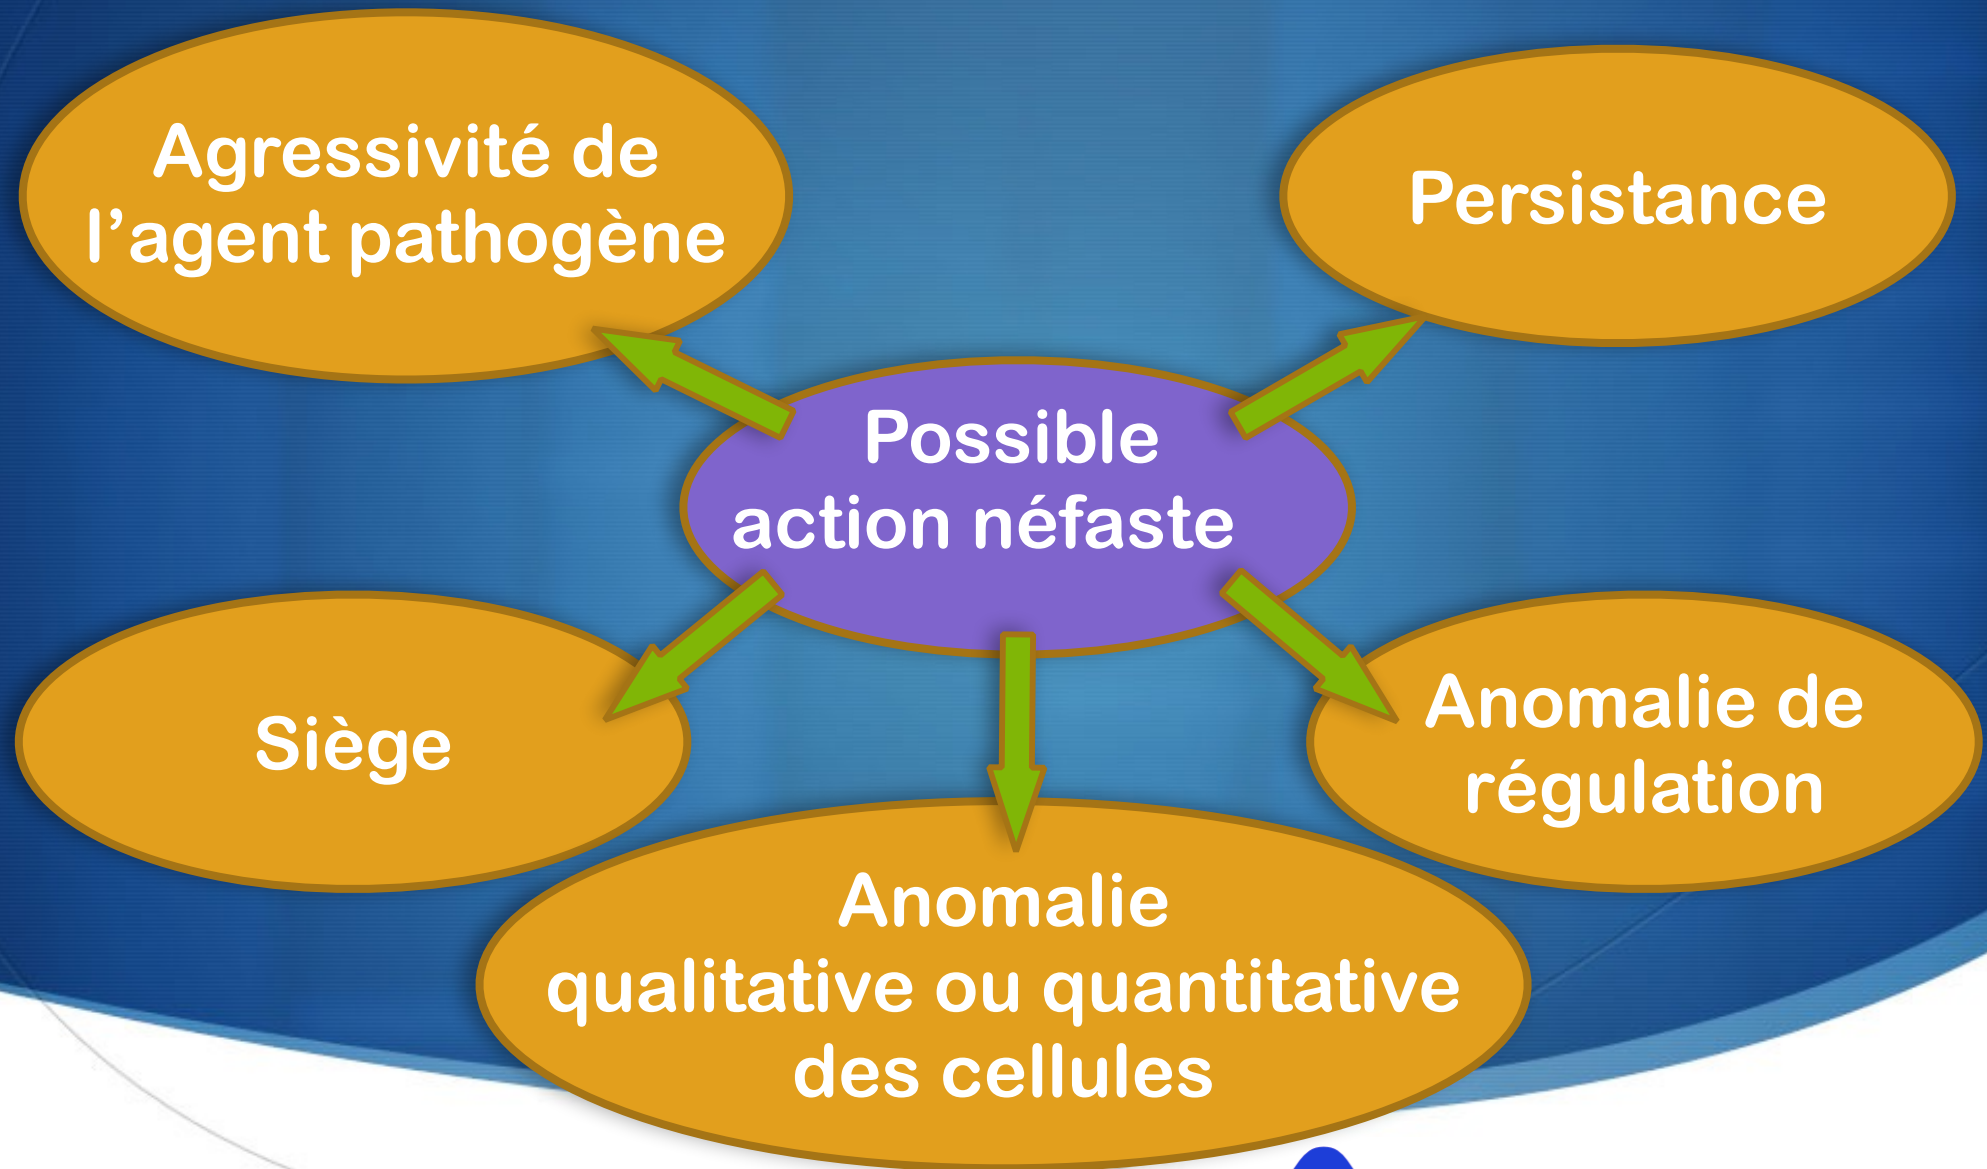 Agressivité de
l’agent pathogène
Persistance
Possible
action néfaste
Siège
Anomalie de
régulation
Anomalie
qualitative ou quantitative
des cellules